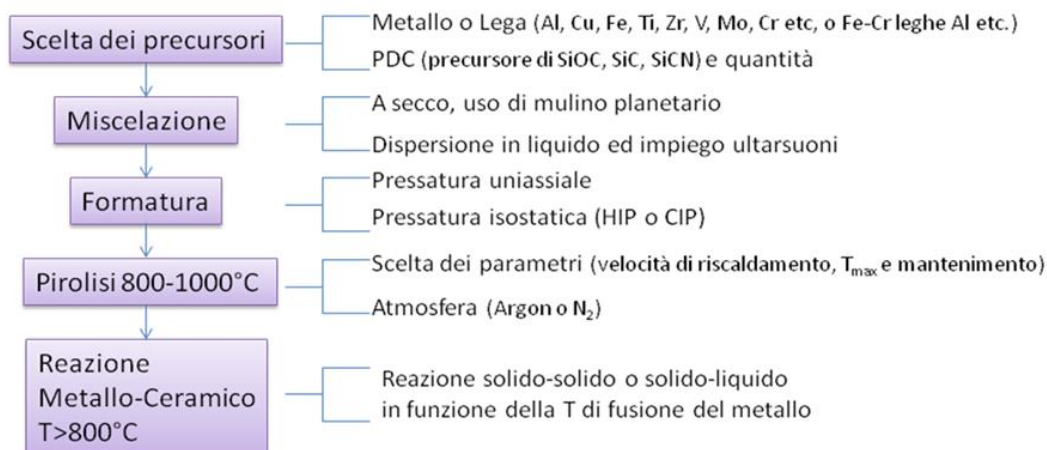 Scelta dei precursori
Metallo o Lega (Al, Cu, Fe, Ti, Zr, V, Mo, Cr etc, o Fe-Cr leghe Al etc.)
PDC (precursore di SiOC, SiC, SiCN) e quantità
Miscelazione
A secco, uso di mulino planetario
Dispersione in liquido ed impiego ultarsuoni
Formatura
Pressatura uniassiale
Pressatura isostatica (HIP o CIP)
Pirolisi 800-1000°C
Scelta dei parametri (velocità di riscaldamento, Tmax e mantenimento)
Atmosfera (Argon o N2)
Reazione
Metallo-Ceramico
T>800°C
Reazione solido-solido o solido-liquido
in funzione della T di fusione del metallo